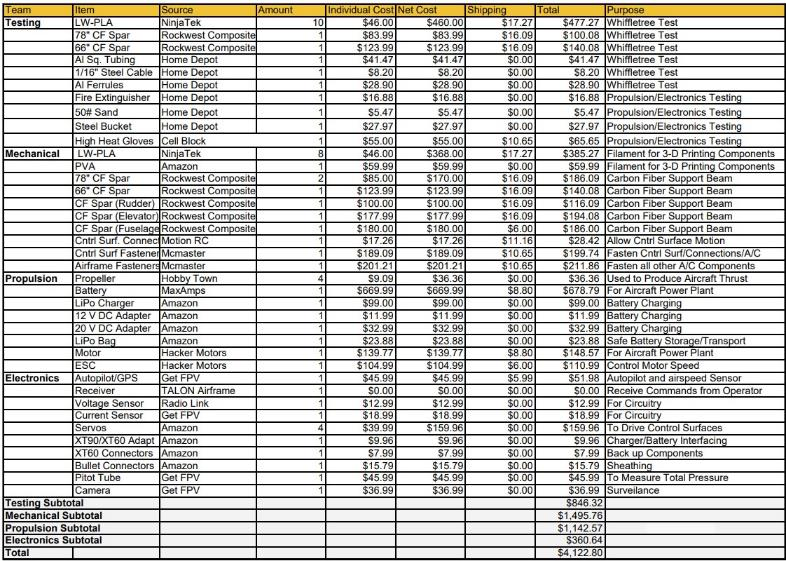 Team Item Source Amount Individual Cost Net Cost Shipping Total Purpose
Testing LW-PLA NinjaTek 10 $46.00 $460.00 $17.27 $477.27 Whiffletree Test
78" CF Spar Rockwest Composite 1 $83.99 $83.99 $16.09 $100.08 Whiffletree Test
66" CF Spar Rockwest Composite 1 $123.99 $123.99 $16.09 $140.08 Whiffletree Test
Al Sq. Tubing Home Depot 1 $41.47 $41.47 $0.00 $41.47 Whiffletree Test
1/16" Steel Cable Home Depot 1 $8.20 $8.20 $0.00 $8.20 Whiffletree Test
Al Ferrules Home Depot 1 $28.90 $28.90 $0.00 $28.90 Whiffletree Test
Fire Extinguisher Home Depot 1 $16.88 $16.88 $0.00 $16.88 Propulsion/Electronics Testing
50# Sand Home Depot 1 $5.47 $5.47 $0.00 $5.47 Propulsion/Electronics Testing
Steel Bucket Home Depot 1 $27.97 $27.97 $0.00 $27.97 Propulsion/Electronics Testing
High Heat Gloves Cell Block 1 $55.00 $55.00 $10.65 $65.65 Propulsion/Electronics Testing
Mechanical LW-PLA NinjaTek 8 $46.00 $368.00 $17.27 $385.27 Filament for 3-D Printing Components
PVA Amazon 1 $59.99 $59.99 $0.00 $59.99 Filament for 3-D Printing Components
78" CF Spar Rockwest Composite 2 $85.00 $170.00 $16.09 $186.09 Carbon Fiber Support Beam
66" CF Spar Rockwest Composite 1 $123.99 $123.99 $16.09 $140.08 Carbon Fiber Support Beam
CF Spar (Rudder) Rockwest Composite 1 $100.00 $100.00 $16.09 $116.09 Carbon Fiber Support Beam
CF Spar (Elevator) Rockwest Composite 1 $177.99 $177.99 $16.09 $194.08 Carbon Fiber Support Beam
CF Spar (Fuselage Rockwest Composite 1 $180.00 $180.00 $6.00 $186.00 Carbon Fiber Support Beam
Cntrl Surf. Connect Motion RC 1 $17.26 $17.26 $11.16 $28.42 Allow Cntrl Surface Motion
Cntrl Surf Fastener Mcmaster 1 $189.09 $189.09 $10.65 $199.74 Fasten Cntrl Surf/Connections/A/C
Airframe Fasteners Mcmaster 1 $201.21 $201.21 $10.65 $211.86 Fasten all other A/C Components
Propulsion Propeller Hobby Town 4 $9.09 $36.36 $0.00 $36.36 Used to Produce Aircraft Thrust
Battery MaxAmps 1 $669.99 $669.99 $8.80 $678.79 For Aircraft Power Plant
LiPo Charger Amazon 1 $99.00 $99.00 $0.00 $99.00 Battery Charging
12 V DC Adapter Amazon 1 $11.99 $11.99 $0.00 $11.99 Battery Charging
20 V DC Adapter Amazon 1 $32.99 $32.99 $0.00 $32.99 Battery Charging
LiPo Bag Amazon 1 $23.88 $23.88 $0.00 $23.88 Safe Battery Storage/Transport
Motor Hacker Motors 1 $139.77 $139.77 $8.80 $148.57 For Aircraft Power Plant
ESC Hacker Motors 1 $104.99 $104.99 $6.00 $110.99 Control Motor Speed
Electronics Autopilot/GPS Get FPV 1 $45.99 $45.99 $5.99 $51.98 Autopilot and airspeed Sensor
Receiver TALON Airframe 1 $0.00 $0.00 $0.00 $0.00 Receive Commands from Operator
Voltage Sensor Radio Link 1 $12.99 $12.99 $0.00 $12.99 For Circuitry
Current Sensor Get FPV 1 $18.99 $18.99 $0.00 $18.99 For Circuitry
Servos Amazon 4 $39.99 $159.96 $0.00 $159.96 To Drive Control Surfaces
XT90/XT60 Adapt Amazon 1 $9.96 $9.96 $0.00 $9.96 Charger/Battery Interfacing
XT60 Connectors Amazon 1 $7.99 $7.99 $0.00 $7.99 Back up Components
Bullet Connectors Amazon 1 $15.79 $15.79 $0.00 $15.79 Sheathing
Pitot Tube Get FPV 1 $45.99 $45.99 $0.00 $45.99 To Measure Total Pressure
Camera Get FPV 1 $36.99 $36.99 $0.00 $36.99 Surveilance
Testing Subtotal $846.32
Mechanical Subtotal $1,495.76
Propulsion Subtotal $1,142.57
Electronics Subtotal $360.64
Total $4,122.80